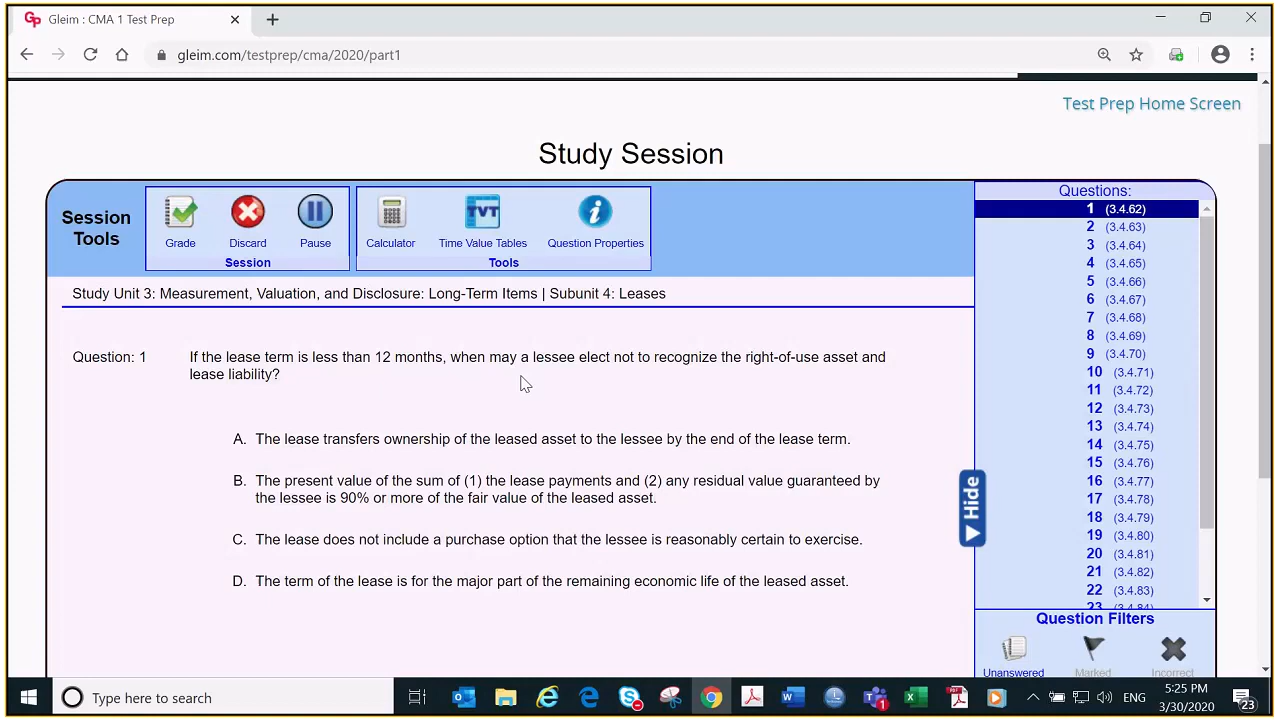 Gleim : CMA 1 Test Prep
gleim.com/testprep/cma/2020/part1
Test Prep Home Screen
Study Session
Session
Tools
Grade
Discard
Pause
Session
Calculator
TVT
Time Value Tables
Question Properties
Tools
Study Unit 3: Measurement, Valuation, and Disclosure: Long-Term Items | Subunit 4: Leases
Question: 1
If the lease term is less than 12 months, when may a lessee elect not to recognize the right-of-use asset and
lease liability?
A. The lease transfers ownership of the leased asset to the lessee by the end of the lease term.
B. The present value of the sum of (1) the lease payments and (2) any residual value guaranteed by
the lessee is 90% or more of the fair value of the leased asset.
C. The lease does not include a purchase option that the lessee is reasonably certain to exercise.
D. The term of the lease is for the major part of the remaining economic life of the leased asset.
Hide
Questions:
1 (3.4.62)
2 (3.4.63)
3 (3.4.64)
4 (3.4.65)
5 (3.4.66)
6 (3.4.67)
7 (3.4.68)
8 (3.4.69)
9 (3.4.70)
10 (3.4.71)
11 (3.4.72)
12 (3.4.73)
13 (3.4.74)
14 (3.4.75)
15 (3.4.76)
16 (3.4.77)
17 (3.4.78)
18 (3.4.79)
19 (3.4.80)
20 (3.4.81)
21 (3.4.82)
22 (3.4.83)
23 (3.4.84)
Question Filters
Unanswered
Marked
Incorrect
Type here to search
ENG
5:25 PM
3/30/2020
23